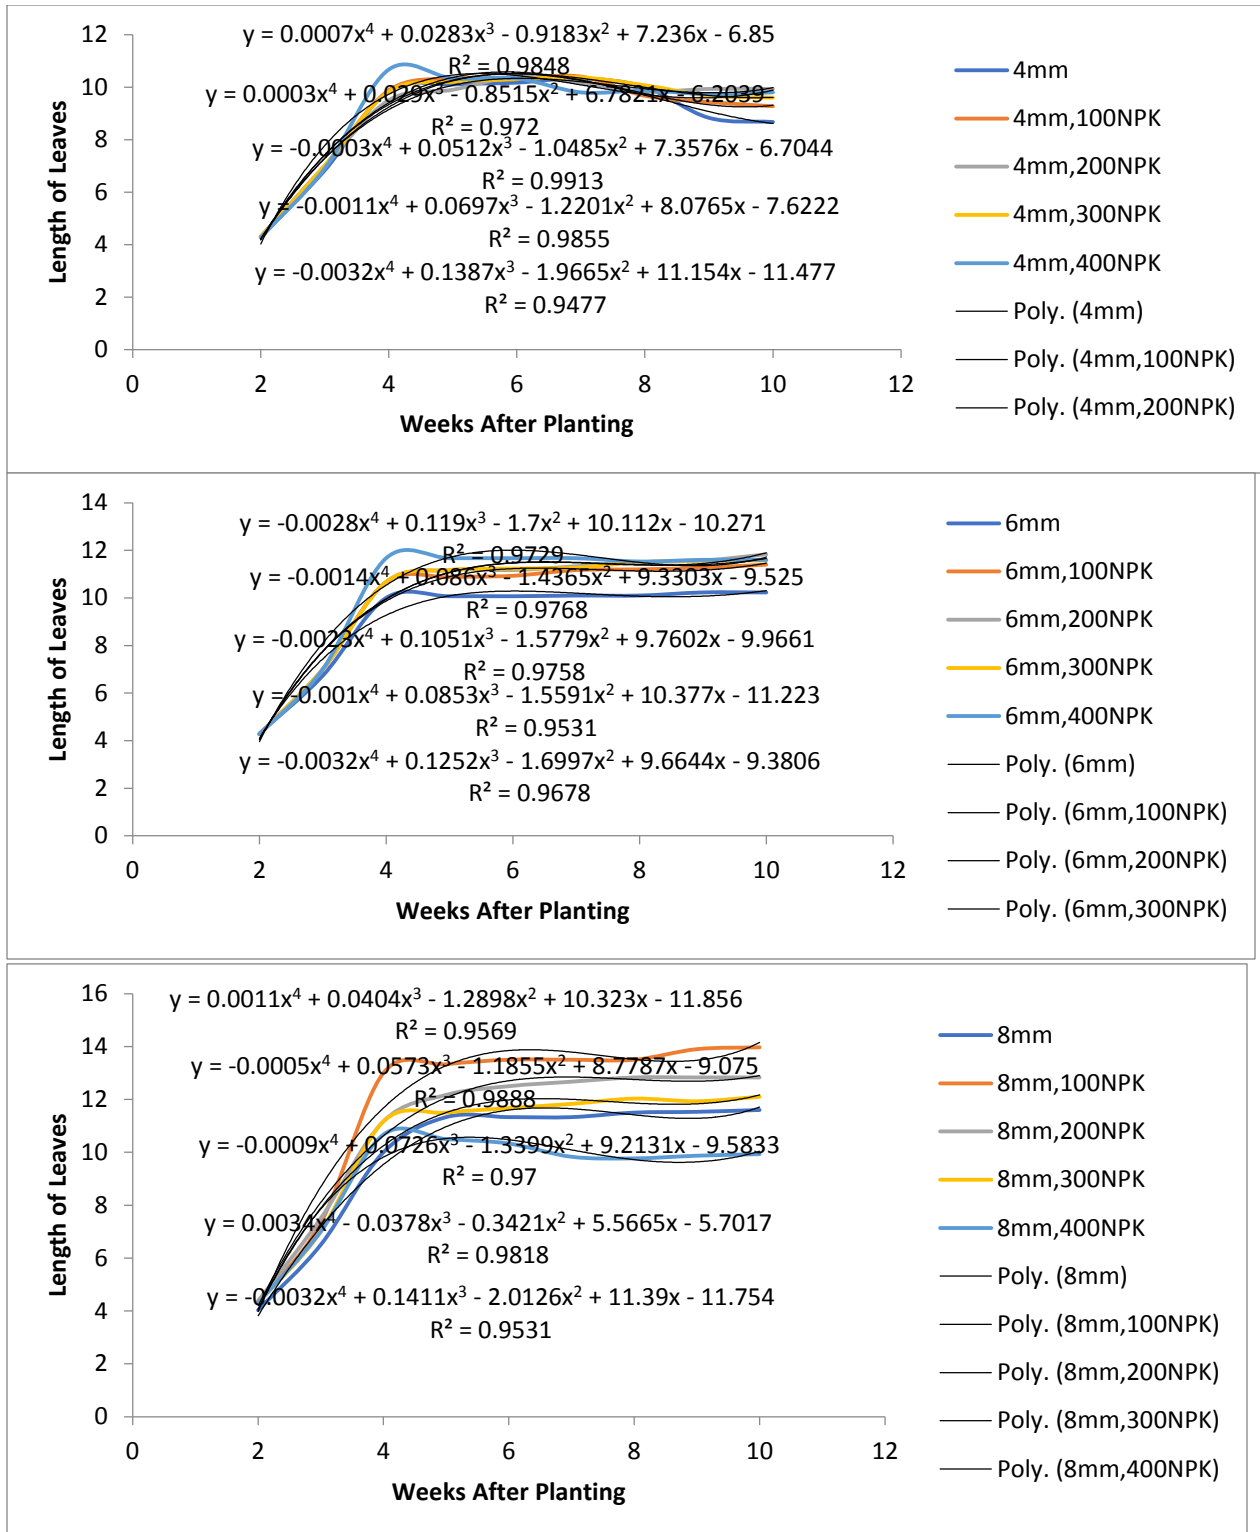 y = 0.0007x⁴ + 0.0283x³ - 0.9183x² + 7.236x - 6.85
R² = 0.9848
y = 0.0003x⁴ + 0.029x³ - 0.8515x² + 6.7821x - 6.2039
R² = 0.972
y = -0.0003x⁴ + 0.0512x³ - 1.0485x² + 7.3576x - 6.7044
R² = 0.9913
y = -0.0011x⁴ + 0.0697x³ - 1.2201x² + 8.0765x - 7.6222
R² = 0.9855
y = -0.0032x⁴ + 0.1387x³ - 1.9665x² + 11.154x - 11.477
R² = 0.9477
12
10
8
6
4
2
0
0 2 4 6 8 10 12
Length of Leaves
Weeks After Planting
4mm
4mm,100NPK
4mm,200NPK
4mm,300NPK
4mm,400NPK
Poly. (4mm)
Poly. (4mm,100NPK)
Poly. (4mm,200NPK)
y = -0.0028x⁴ + 0.119x³ - 1.7x² + 10.112x - 10.271
R² = 0.9729
y = -0.0014x⁴ + 0.086x³ - 1.4365x² + 9.3303x - 9.525
R² = 0.9768
y = -0.0023x⁴ + 0.1051x³ - 1.5779x² + 9.7602x - 9.9661
R² = 0.9758
y = -0.001x⁴ + 0.0853x³ - 1.5591x² + 10.377x - 11.223
R² = 0.9531
y = -0.0032x⁴ + 0.1252x³ - 1.6997x² + 9.6644x - 9.3806
R² = 0.9678
14
12
10
8
6
4
2
0
0 2 4 6 8 10 12
Length of Leaves
Weeks After Planting
6mm
6mm,100NPK
6mm,200NPK
6mm,300NPK
6mm,400NPK
Poly. (6mm)
Poly. (6mm,100NPK)
Poly. (6mm,200NPK)
Poly. (6mm,300NPK)
y = 0.0011x⁴ + 0.0404x³ - 1.2898x² + 10.323x - 11.856
R² = 0.9569
y = -0.0005x⁴ + 0.0573x³ - 1.1855x² + 8.7787x - 9.075
R² = 0.9888
y = -0.0009x⁴ + 0.0726x³ - 1.3399x² + 9.2131x - 9.5833
R² = 0.97
y = 0.0034x⁴ - 0.0378x³ - 0.3421x² + 5.5665x - 5.7017
R² = 0.9818
y = -0.0032x⁴ + 0.1411x³ - 2.0126x² + 11.39x - 11.754
R² = 0.9531
16
14
12
10
8
6
4
2
0
0 2 4 6 8 10 12
Length of Leaves
Weeks After Planting
8mm
8mm,100NPK
8mm,200NPK
8mm,300NPK
8mm,400NPK
Poly. (8mm)
Poly. (8mm,100NPK)
Poly. (8mm,200NPK)
Poly. (8mm,300NPK)
Poly. (8mm,400NPK)